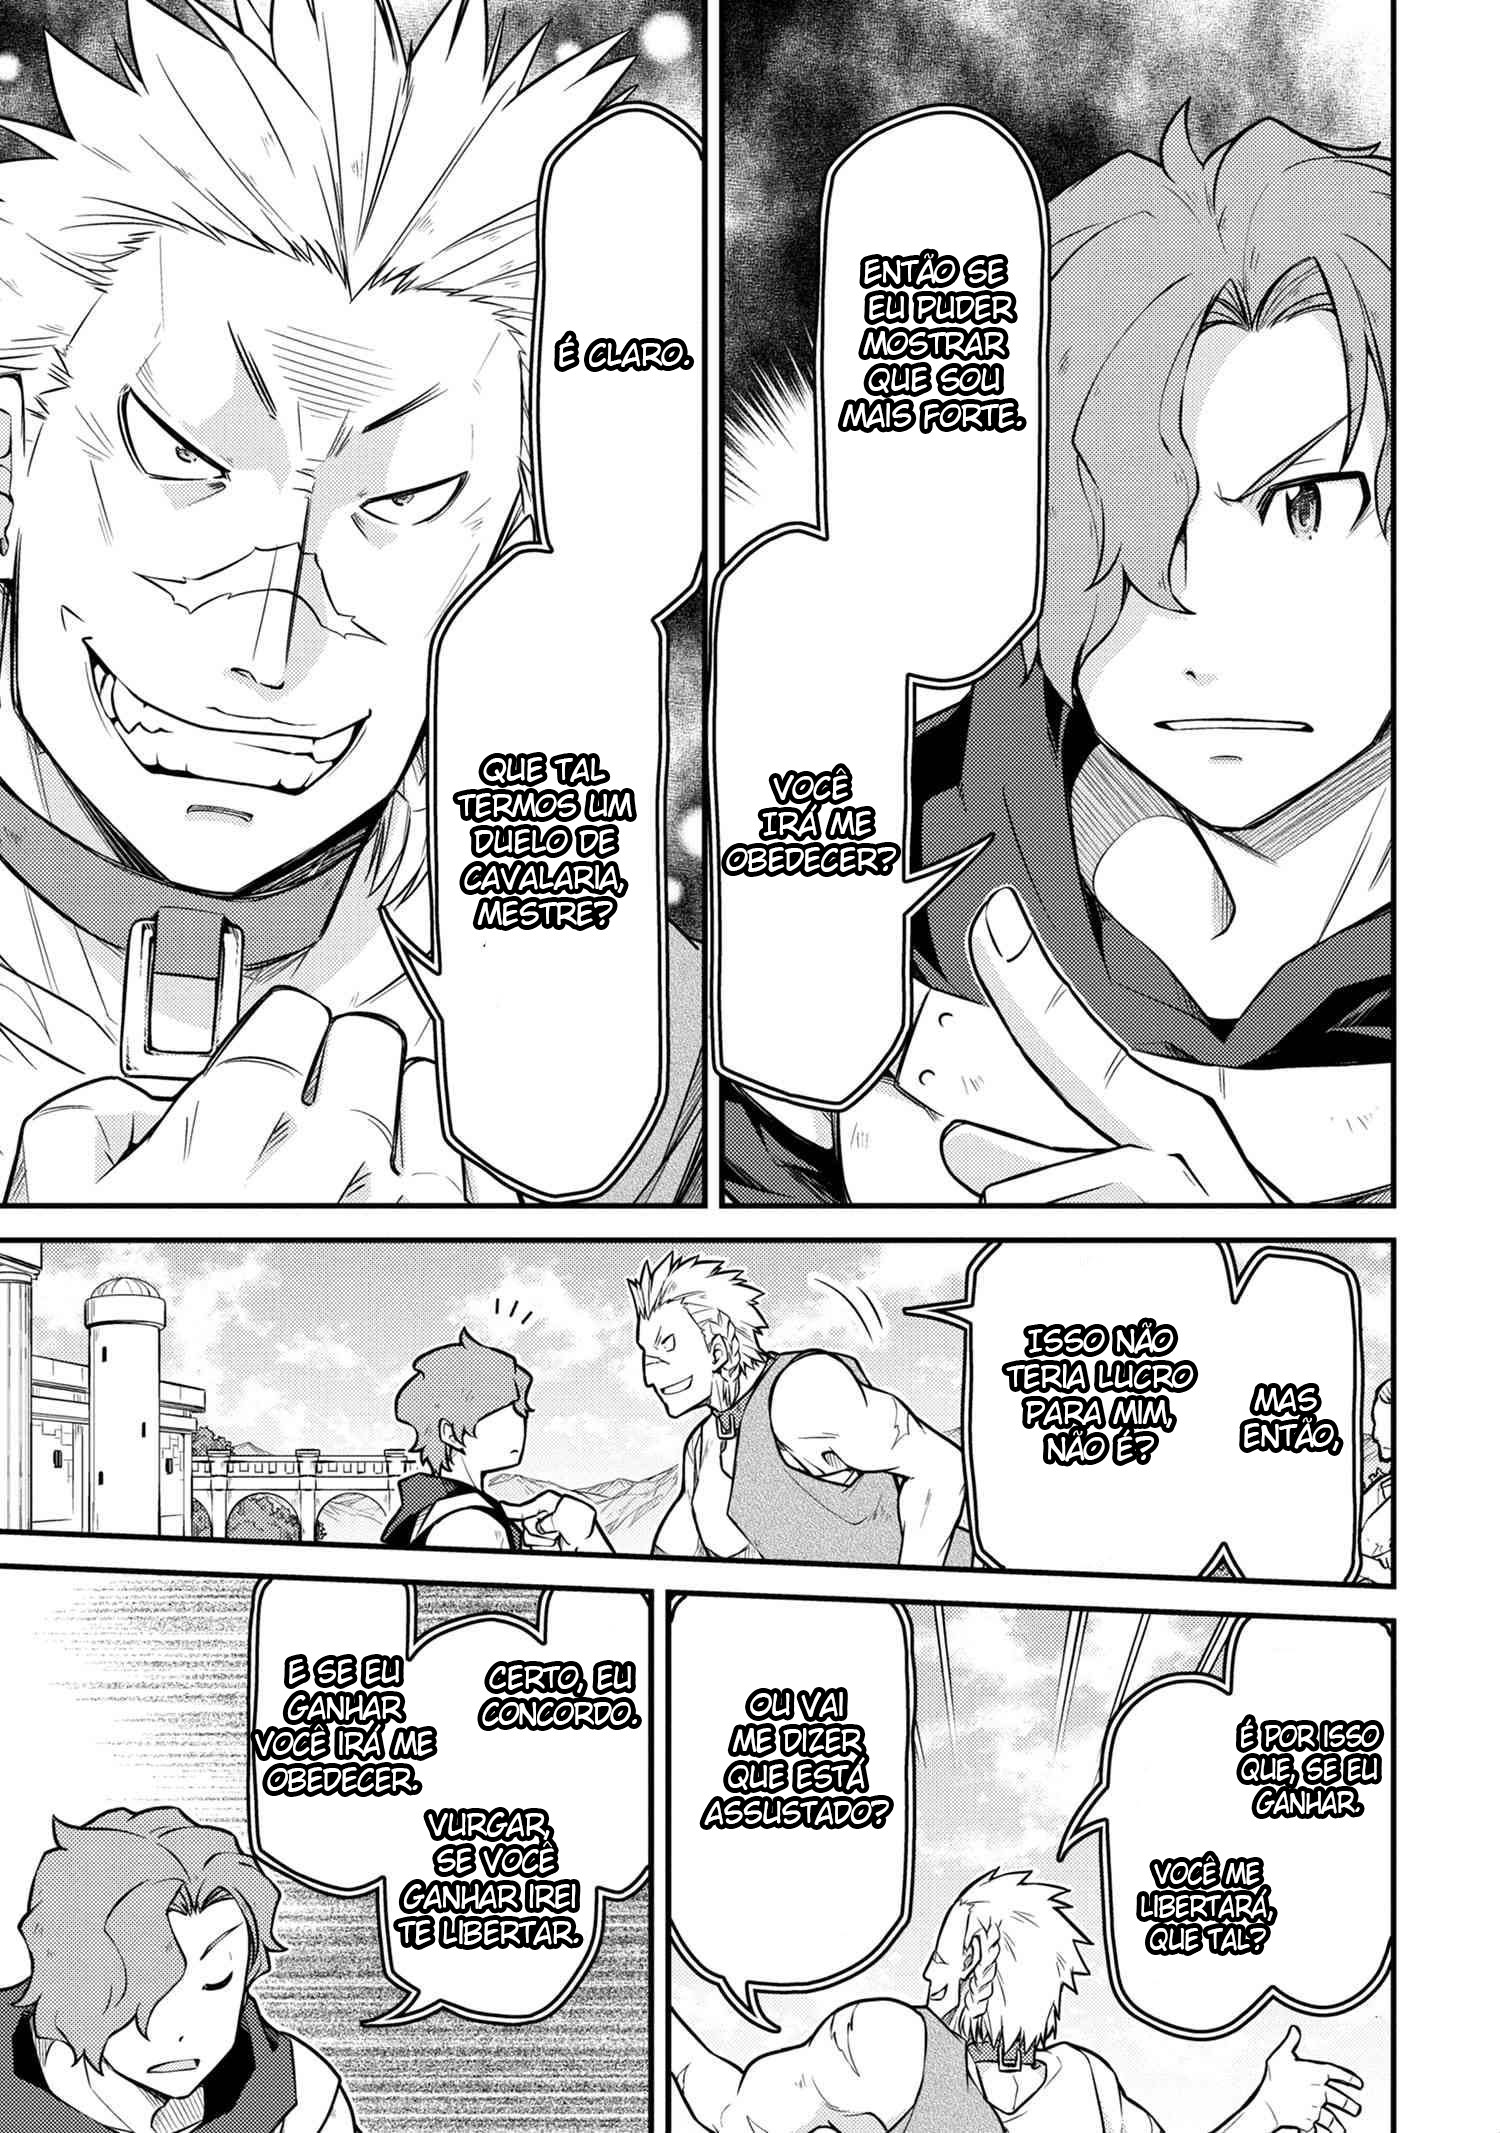 ENTÃO SE
EU PUDER
MOSTRAR
QUE SOU
MAIS FORTE.
VOCÊ
IRÁ ME
OBEDECER?
É CLARO.
QUE TAL
TERMOS UM
DUELO DE
CAVALARIA,
MESTRE?
MAS
ENTÃO,
ISSO NÃO
TERIA LUCRO
PARA MIM,
NÃO É?
É POR ISSO
QUE, SE EU
GANHAR.
VOCÊ ME
LIBERTARÁ,
QUE TAL?
OU VAI
ME DIZER
QUE ESTÁ
ASSUSTADO?
CERTO, EU
CONCORDO.
VURGAR,
SE VOCÊ
GANHAR IREI
TE LIBERTAR.
E SE EU
GANHAR
VOCÊ IRÁ ME
OBEDECER.